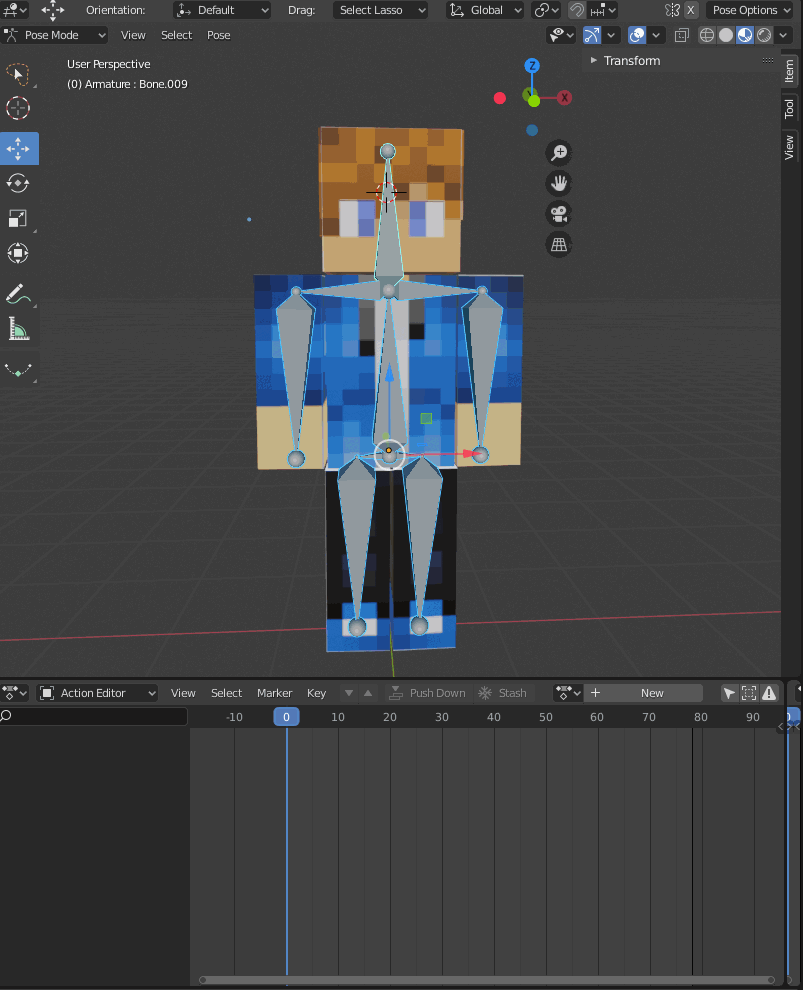 Orientation: Default Drag: Select Lasso Global X Pose Options
Pose Mode View Select Pose
User Perspective
(0) Armature : Bone.009
Transform
Item
Tool
View
Z
Y
X
Action Editor View Select Marker Key Push Down Stash + New
-10 0 10 20 30 40 50 60 70 80 90